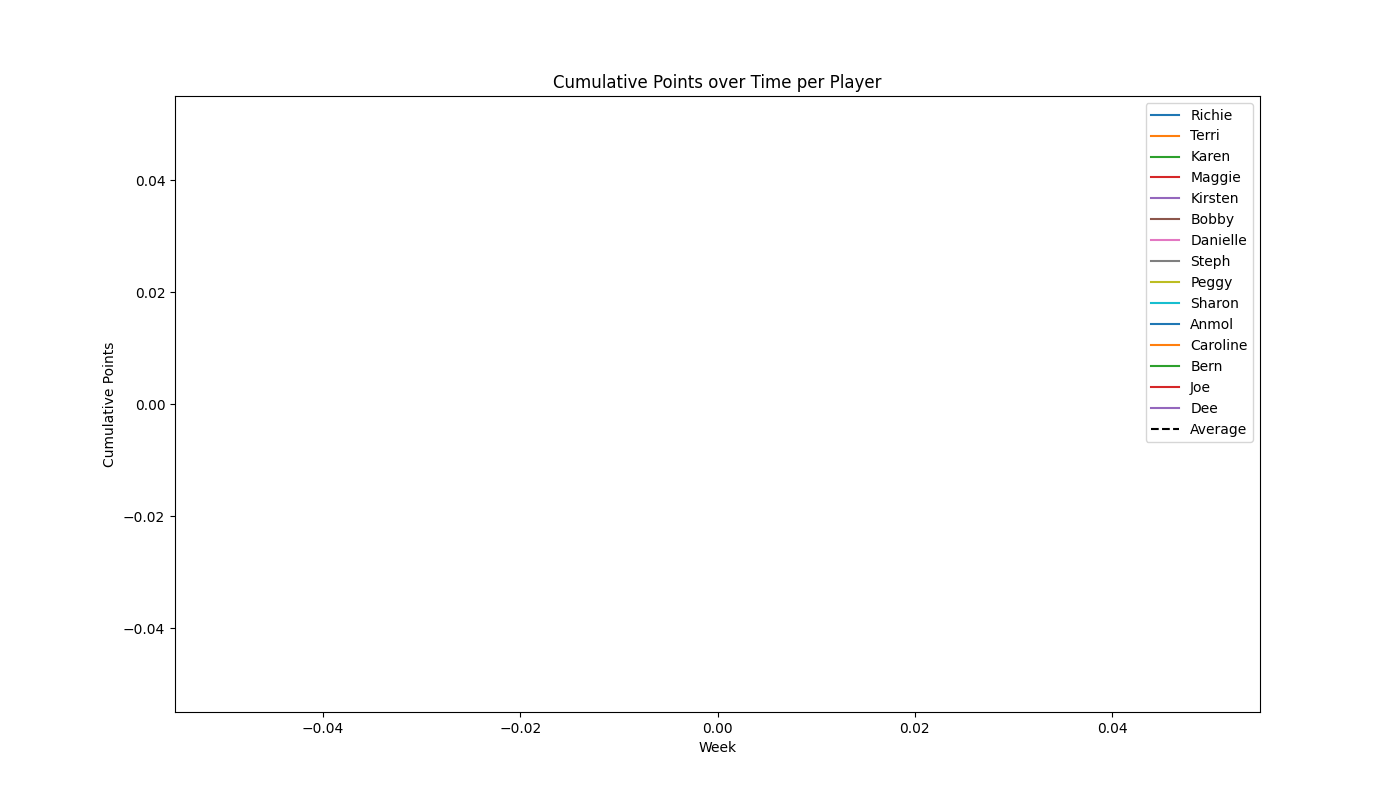 Cumulative Points over Time per Player
Richie
Terri
Karen
Maggie
Kirsten
Bobby
Danielle
Steph
Peggy
Sharon
Anmol
Caroline
Bern
Joe
Dee
Average
0.04
0.02
0.00
−0.02
−0.04
Cumulative Points
−0.04
−0.02
0.00
0.02
0.04
Week